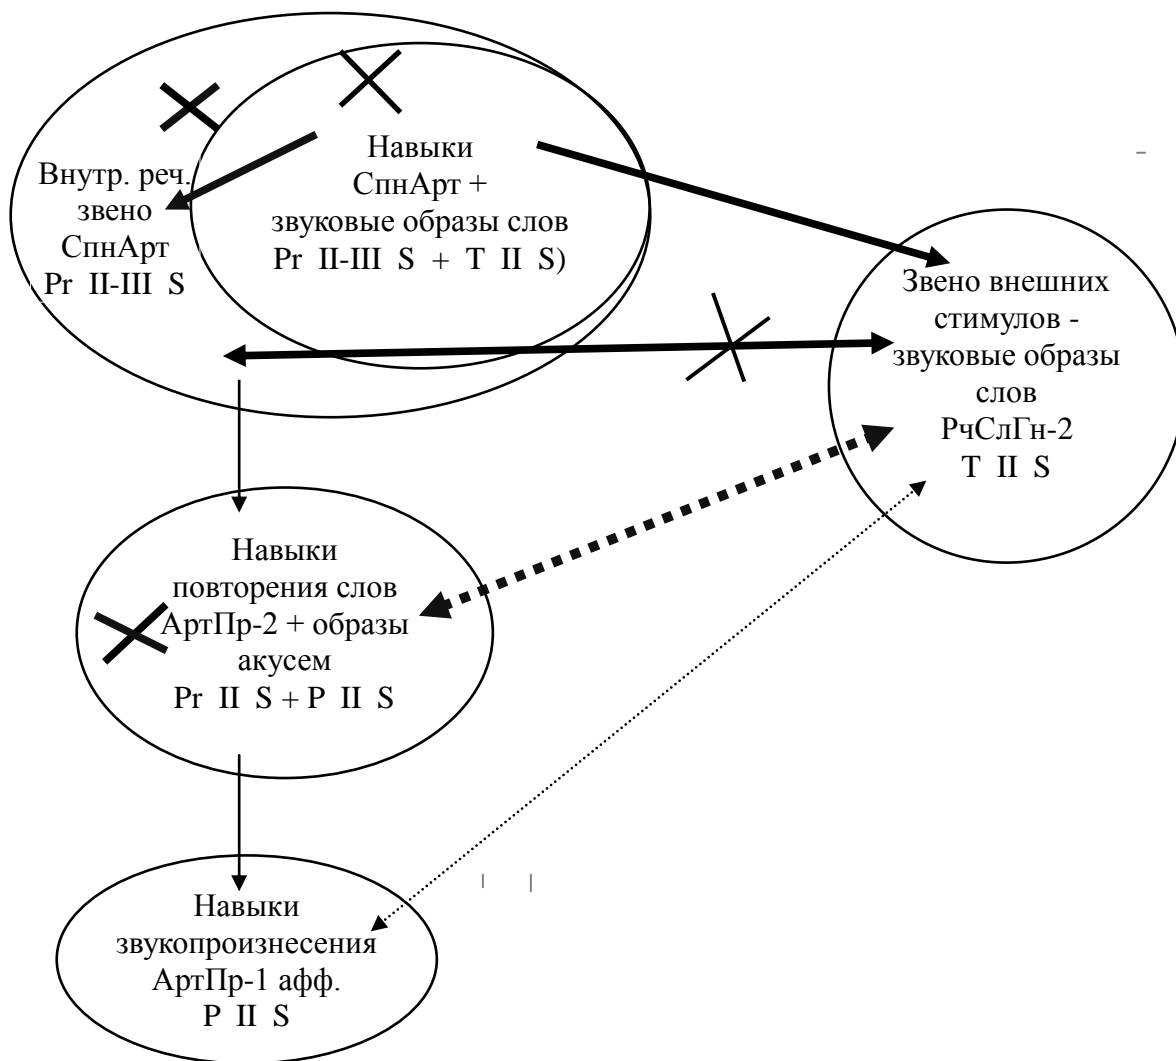 Внутр. реч.
звено
СпнАрт
Pr II-III S
Навыки
СпнАрт +
звуковые образы слов
Pr II-III S + T II S)
Звено внешних
стимулов -
звуковые образы
слов
РчСлГн-2
T II S
Навыки
повторения слов
АртПр-2 + образы
акусем
Pr II S + P II S
Навыки
звукопроизнесения
АртПр-1 афф.
P II S